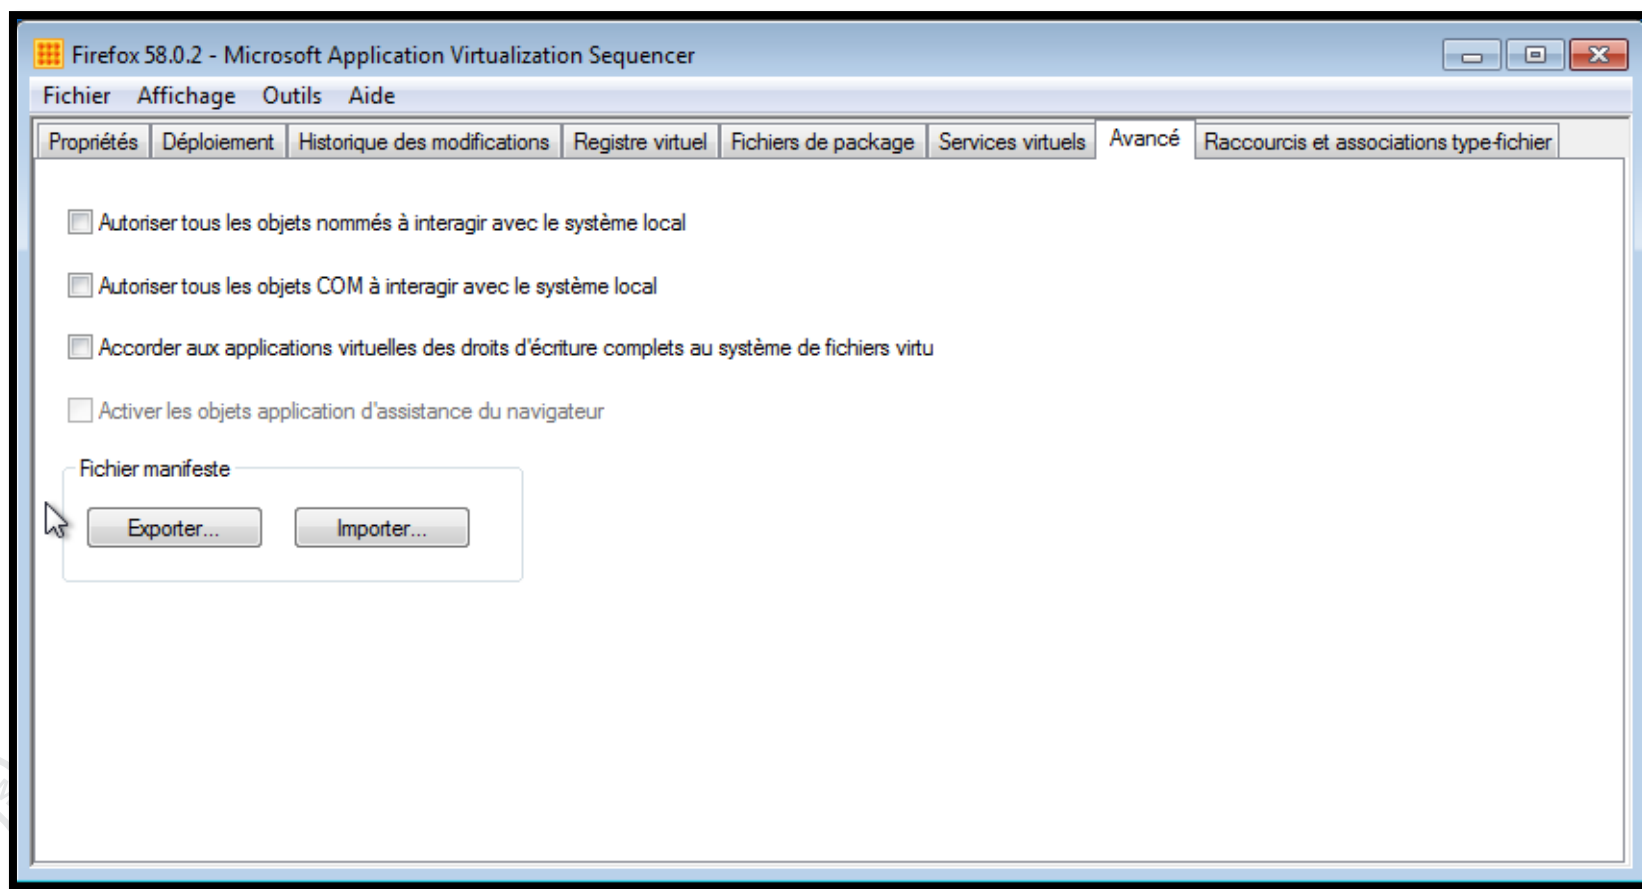 Firefox 58.0.2 - Microsoft Application Virtualization Sequencer
Fichier Affichage Outils Aide
Propriétés Déploiement Historique des modifications Registre virtuel Fichiers de package Services virtuels Avancé Raccourcis et associations type-fichier
Autoriser tous les objets nommés à interagir avec le système local
Autoriser tous les objets COM à interagir avec le système local
Accorder aux applications virtuelles des droits d'écriture complets au système de fichiers virtu
Activer les objets application d'assistance du navigateur
Fichier manifeste
Exporter... Importer...